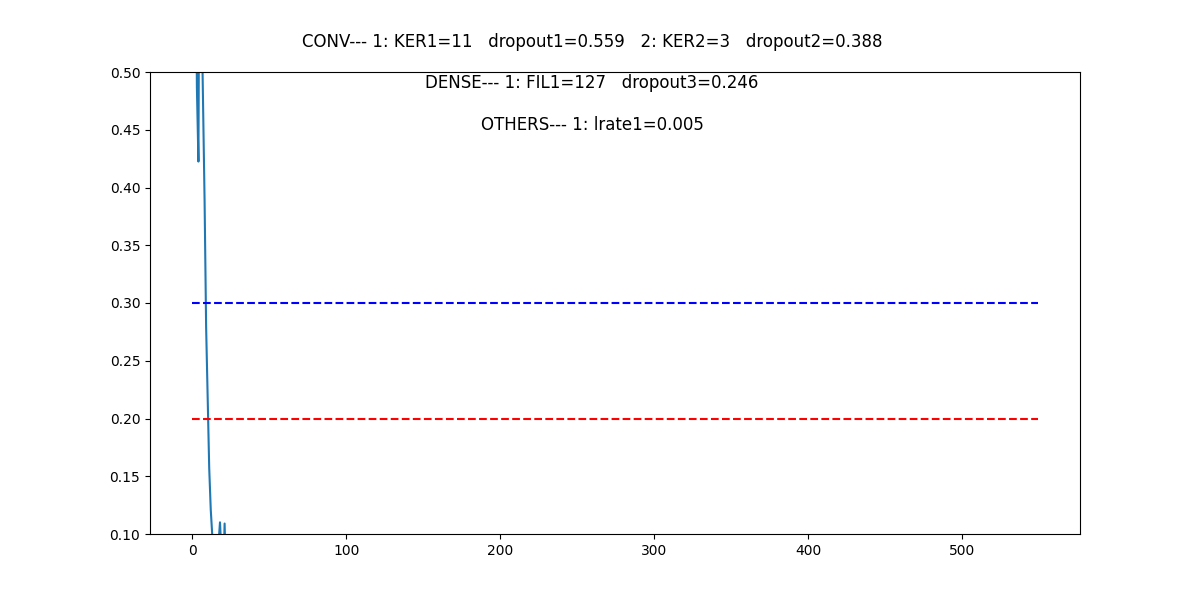 CONV--- 1: KER1=11   dropout1=0.559   2: KER2=3   dropout2=0.388
DENSE--- 1: FIL1=127   dropout3=0.246
OTHERS--- 1: lrate1=0.005
0.50
0.45
0.40
0.35
0.30
0.25
0.20
0.15
0.10
0 100 200 300 400 500